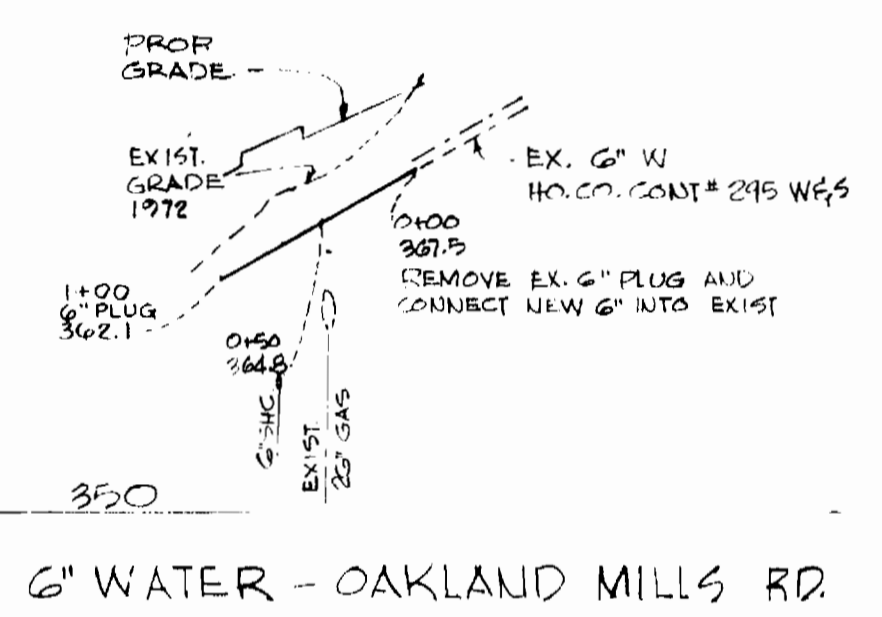 PROP
GRADE
EXIST.
GRADE
1972
EX. 6" W
HO. CO. CONT # 295 W&S
0+00
367.5
REMOVE EX. 6" PLUG AND
CONNECT NEW 6" INTO EXIST
1+00
6" PLUG
362.1
0+50
364.8
6" SHC
EXIST.
26" GAS
350
6" WATER - OAKLAND MILLS RD.